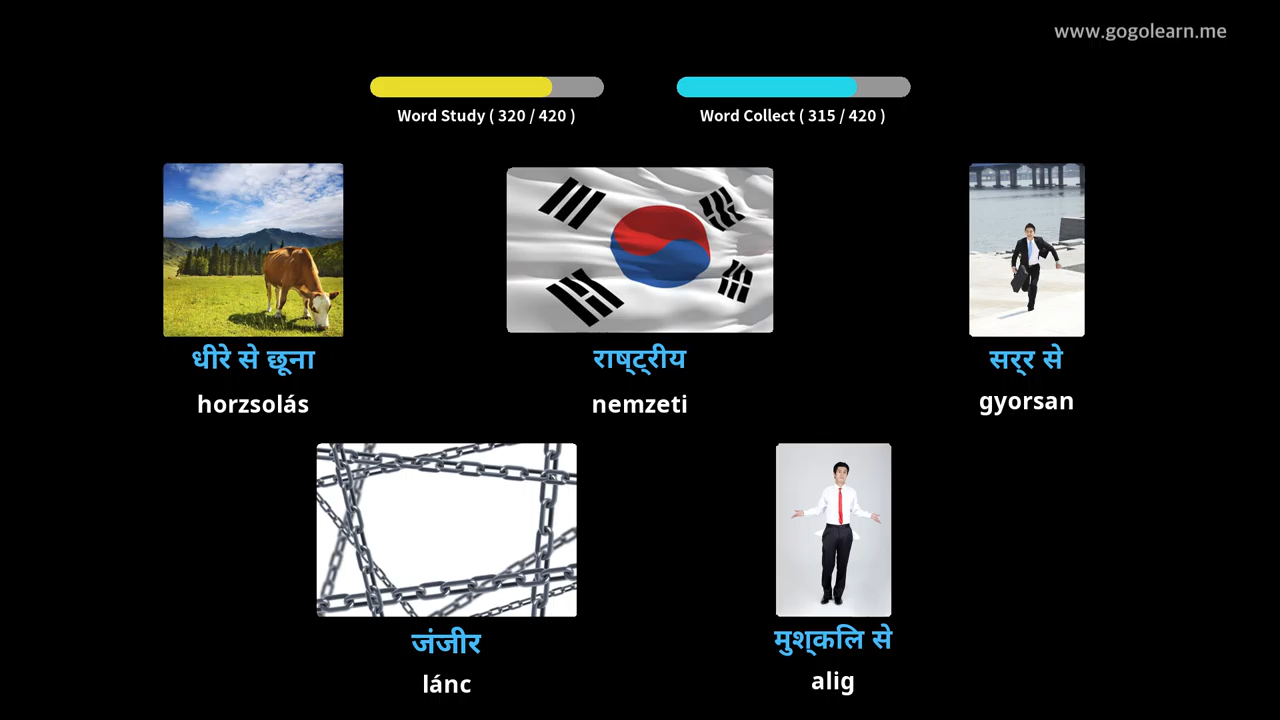 www.gogolearn.me
Word Study ( 320 / 420 )
Word Collect ( 315 / 420 )
धीरे से छूना
राष्ट्रीय
सर्र से
horzsolás
nemzeti
gyorsan
जंजीर
मुश्कलि से
lánc
alig